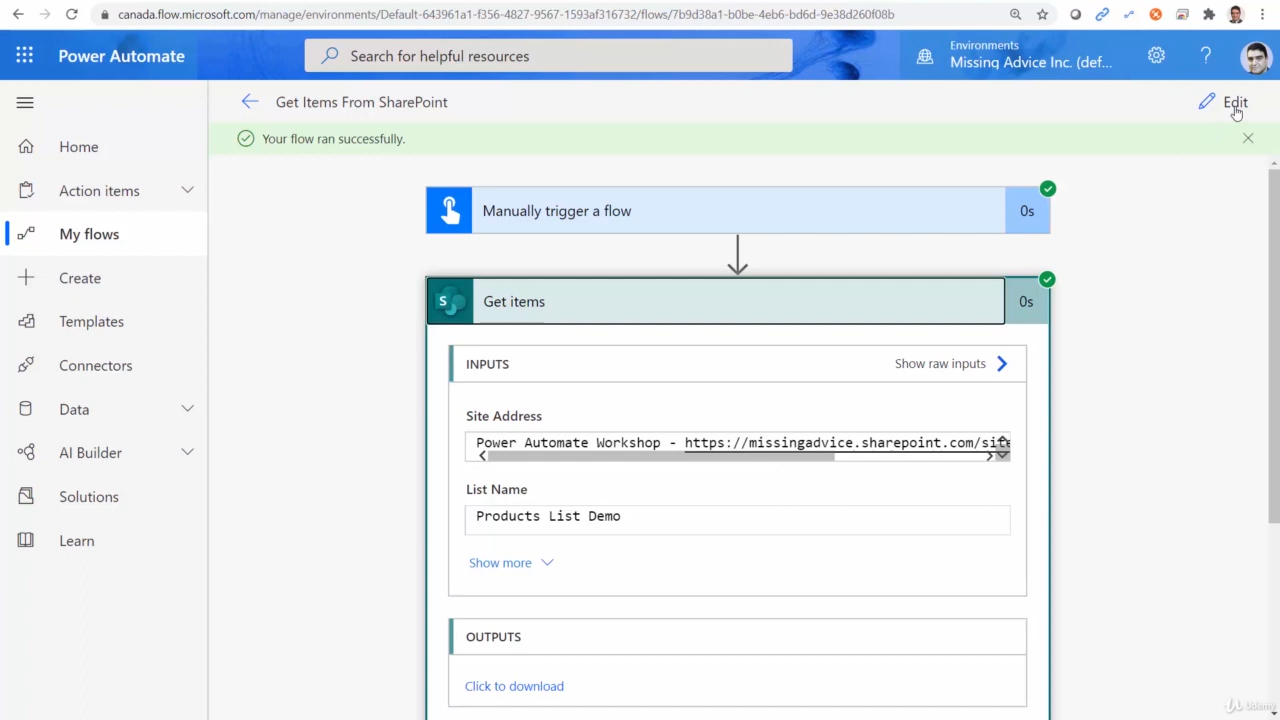 canada.flow.microsoft.com/manage/environments/Default-643961a1-f356-4827-9567-1593af316732/flows/7b9d38a1-b0be-4eb6-bd6d-9e38d260f08b
Power Automate
Search for helpful resources
Environments
Missing Advice Inc. (def...
?
Get Items From SharePoint
Edit
Your flow ran successfully.
Home
Action items
My flows
Create
Templates
Connectors
Data
AI Builder
Solutions
Learn
Manually trigger a flow
0s
S
Get items
0s
INPUTS
Show raw inputs
Site Address
Power Automate Workshop - https://missingadvice.sharepoint.com/site
List Name
Products List Demo
Show more
OUTPUTS
Click to download
Udemy